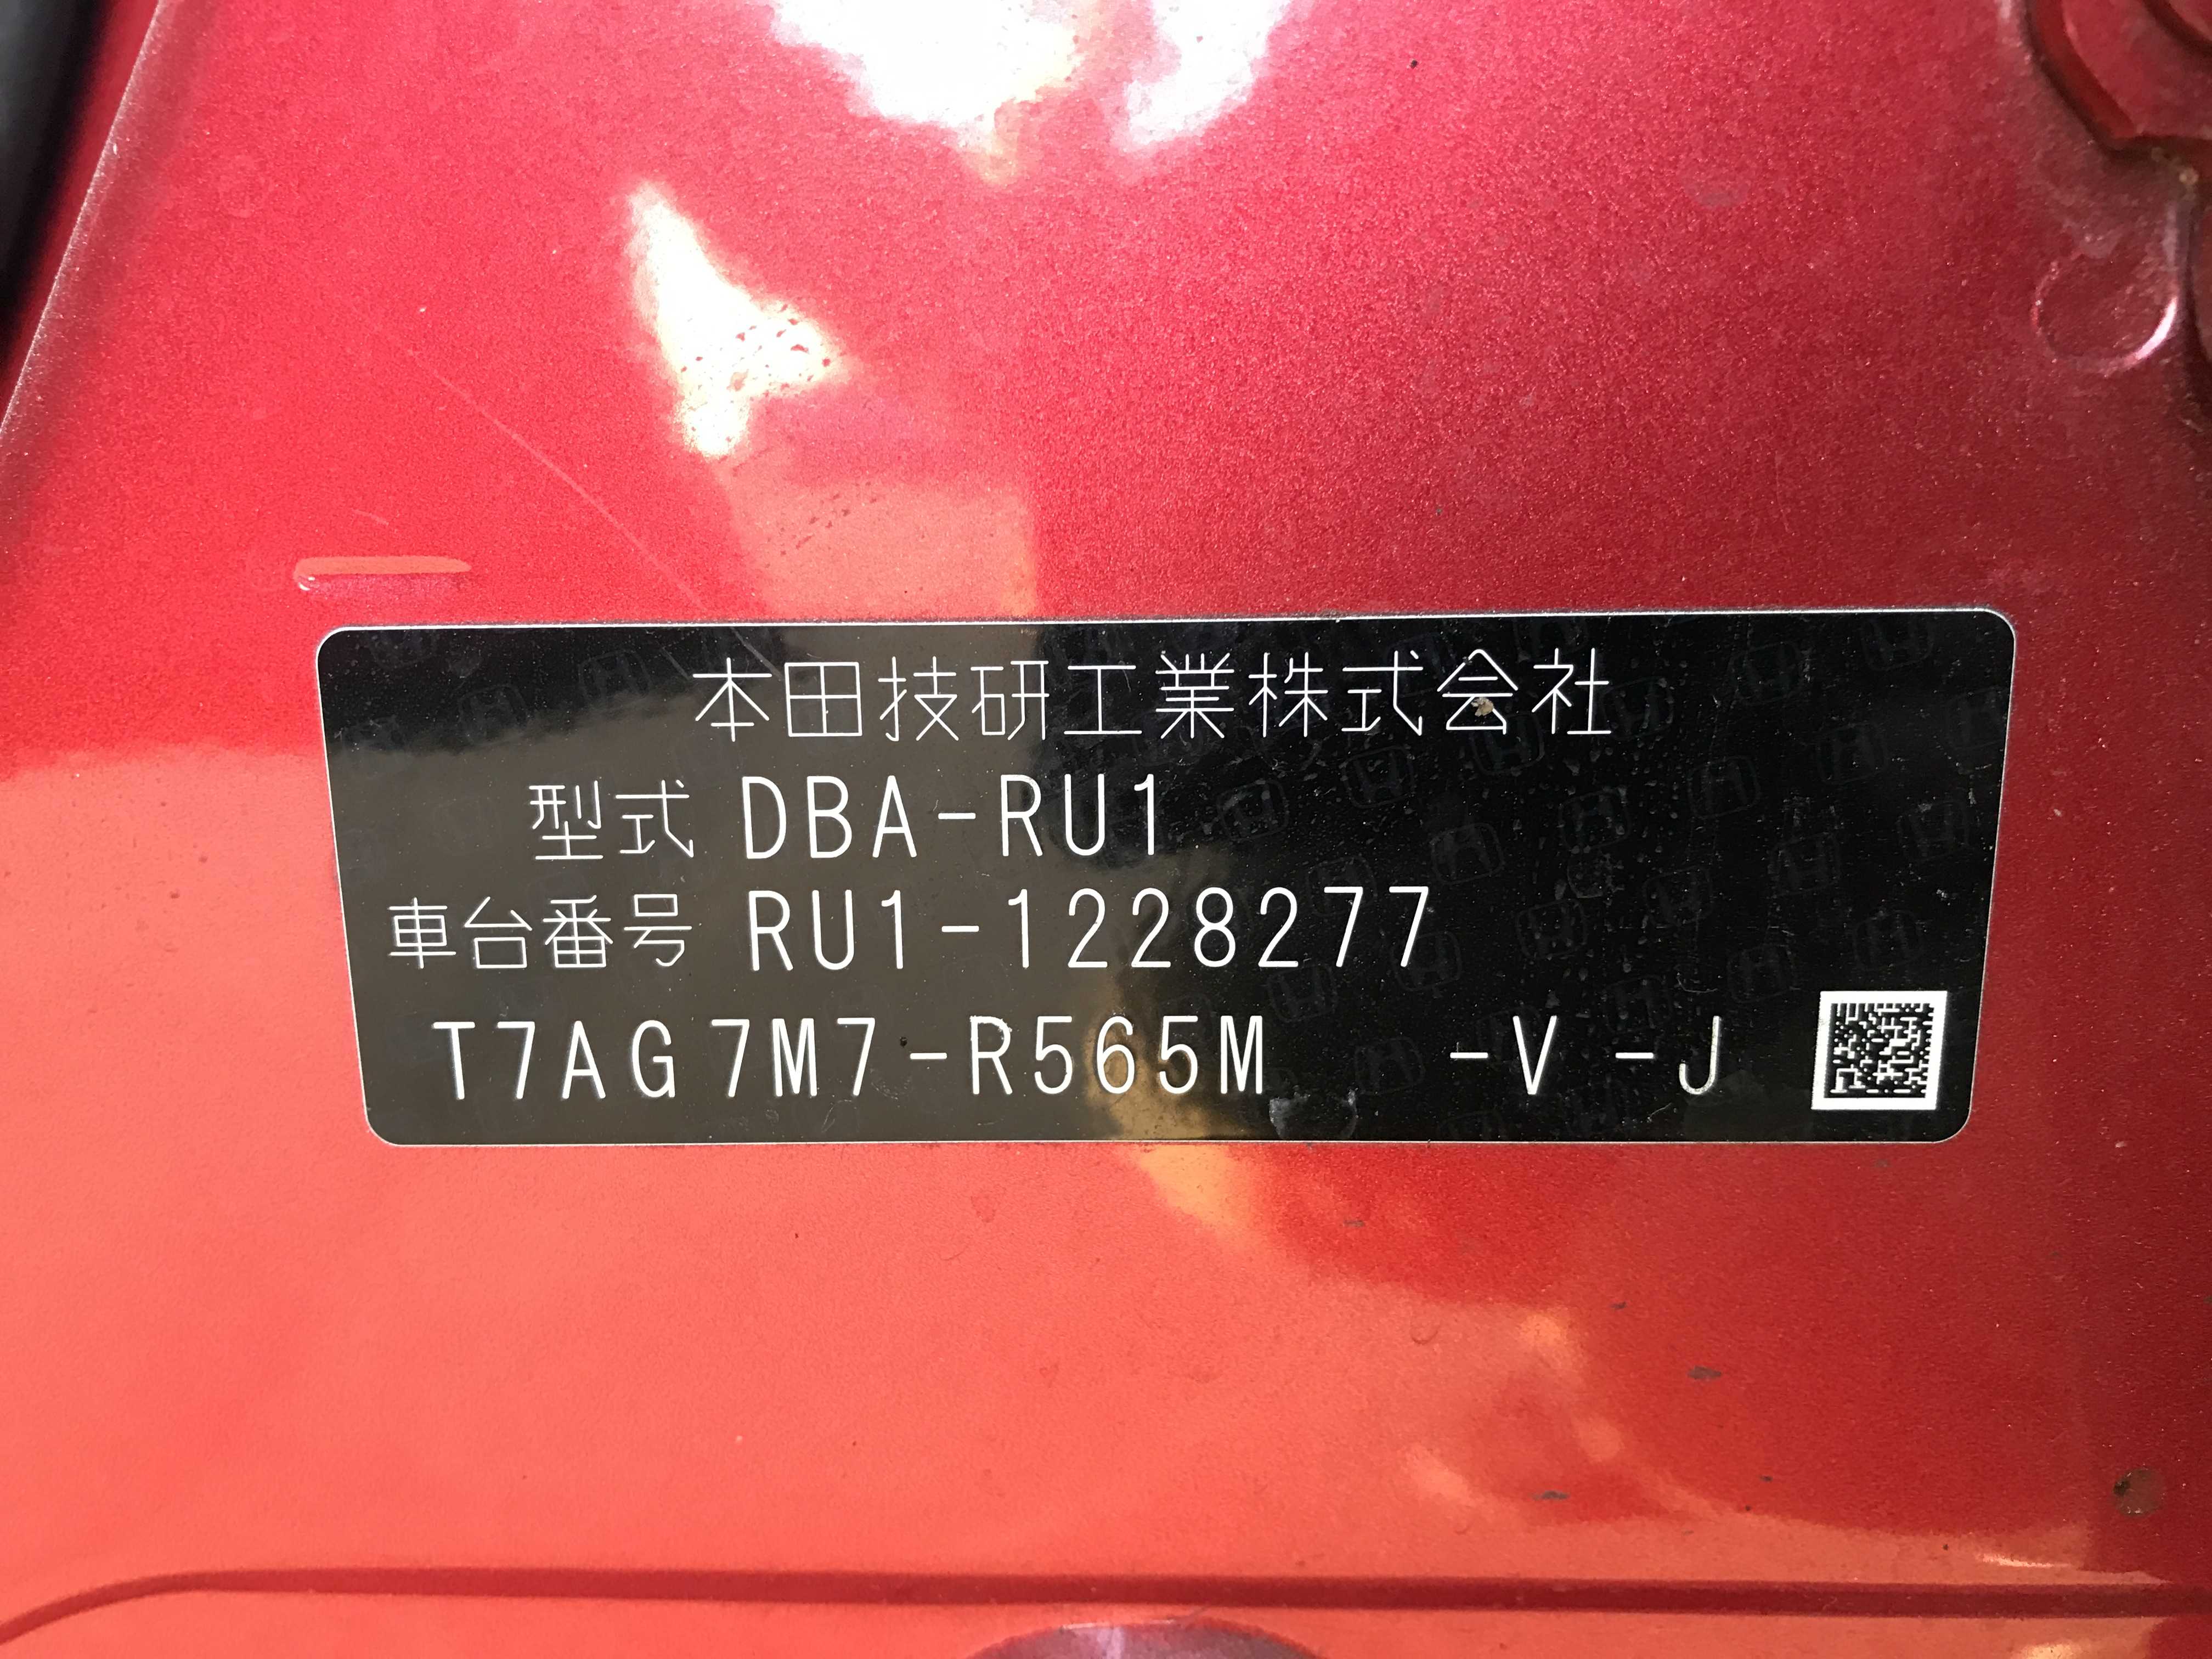 本田技研工業株式会社
型式 DBA-RU1
車台番号 RU1-1228277
T7AG7M7-R565M -V -J